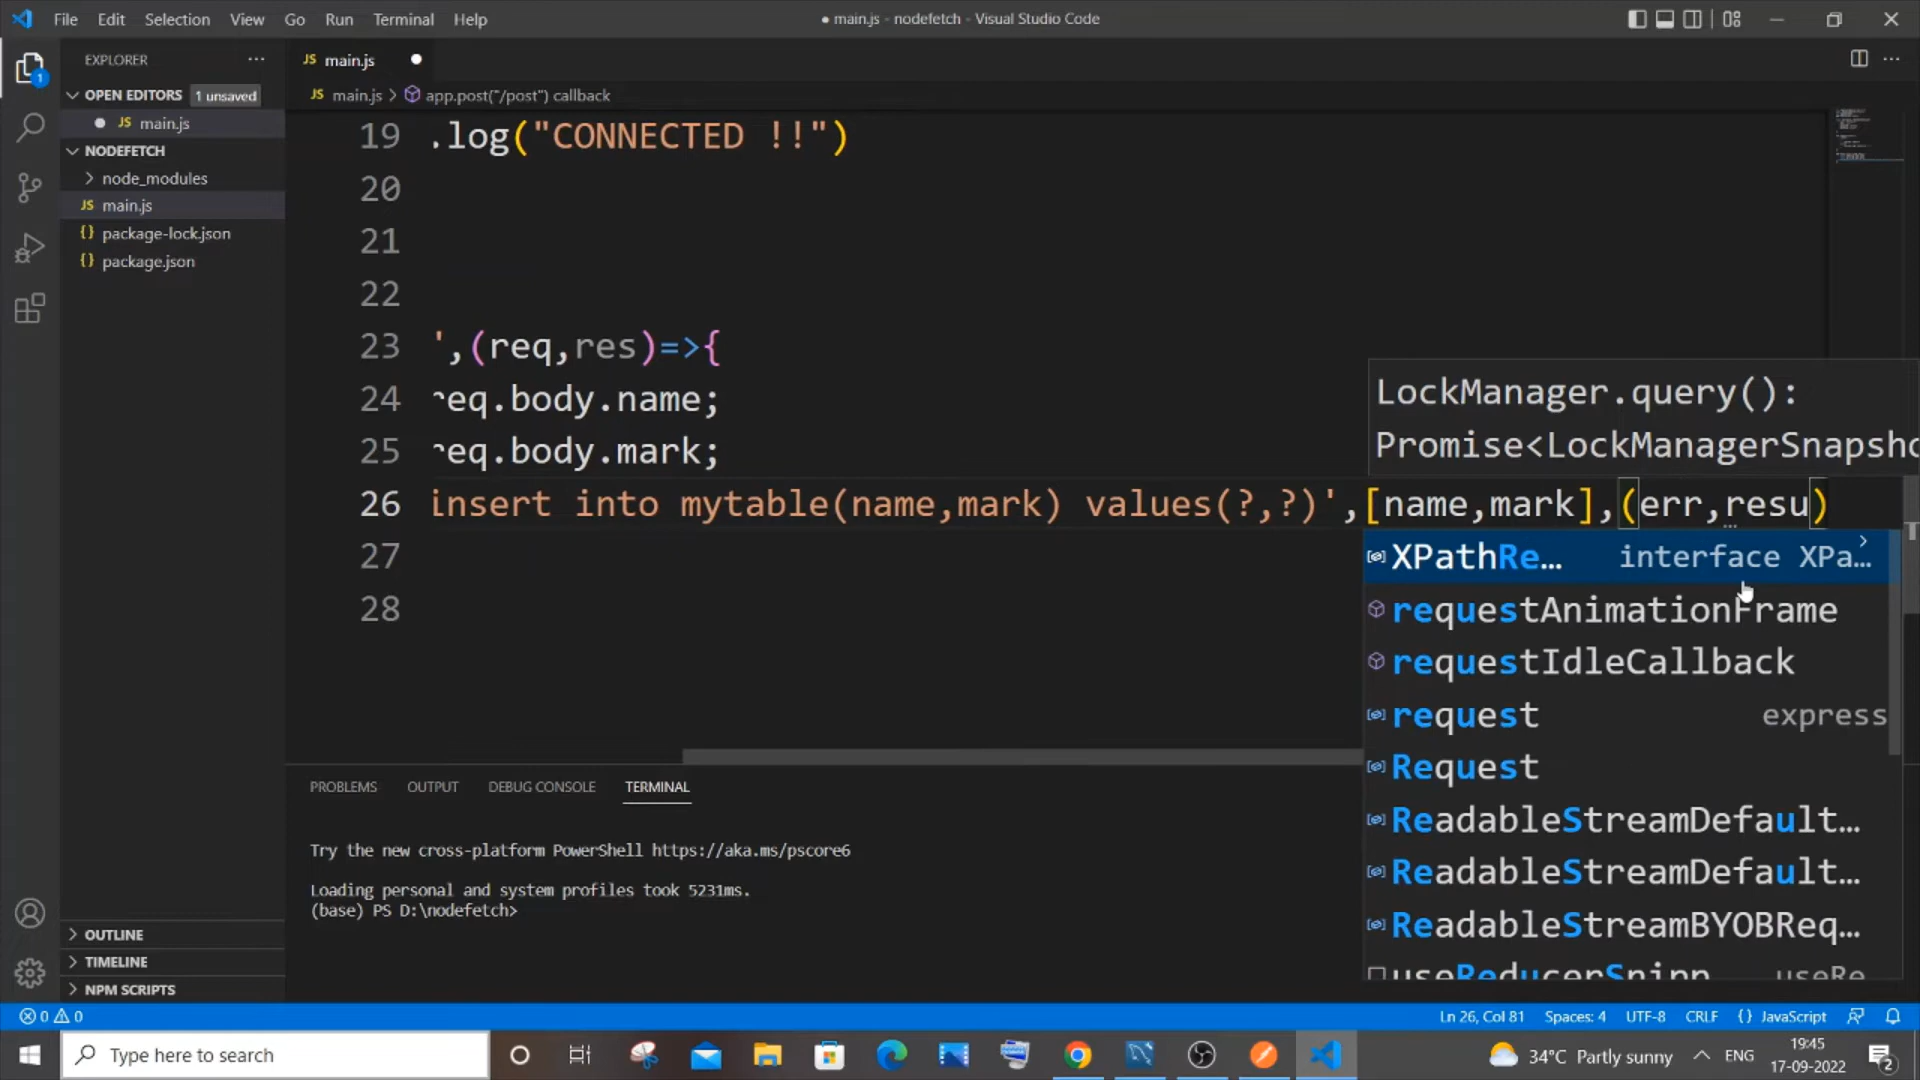 File Edit Selection View Go Run Terminal Help
● main.js - nodefetch - Visual Studio Code
EXPLORER
JS main.js
OPEN EDITORS 1 unsaved
JS main.js
NODEFETCH
node_modules
JS main.js
{} package-lock.json
{} package.json
OUTLINE
TIMELINE
NPM SCRIPTS
JS main.js > app.post("/post") callback
19 .log("CONNECTED !!")
20
21
22
23 ',(req,res)=>{
24 req.body.name;
25 req.body.mark;
26 insert into mytable(name,mark) values(?,?)',[name,mark],(err,resu)
27
28
LockManager.query():
Promise<LockManagerSnapsho
XPathRe… interface XPa…
requestAnimationFrame
requestIdleCallback
request express
Request
ReadableStreamDefault…
ReadableStreamDefault…
ReadableStreamBYOBReq…
useReducerSnipp useRe
PROBLEMS OUTPUT DEBUG CONSOLE TERMINAL
Try the new cross-platform PowerShell https://aka.ms/pscore6
Loading personal and system profiles took 5231ms.
(base) PS D:\nodefetch>
0 0
Ln 26, Col 81 Spaces: 4 UTF-8 CRLF {} JavaScript
Type here to search
34°C Partly sunny ENG
19:45
17-09-2022
2
1